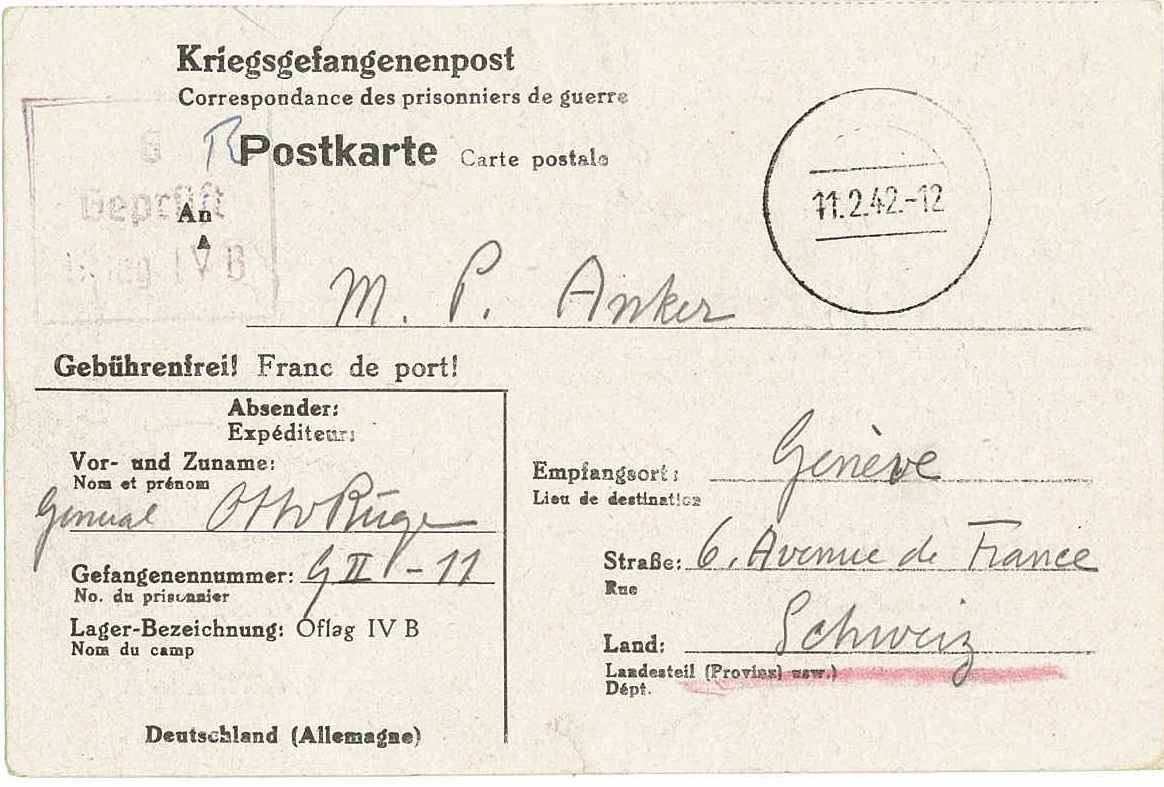 Kriegsgefangenenpost
Correspondance des prisonniers de guerre
Postkarte Carte postale
Geprüft
An
IV B
11.2.42.-12
M. P. Anker
Gebührenfrei! Franc de port!
Absender:
Expéditeur:
Vor- und Zuname:
Nom et prénom
General Otto Ruge
Gefangenennummer: G II - 11
No. du prisonnier
Lager-Bezeichnung: Oflag IV B
Nom du camp
Deutschland (Allemagne)
Empfangsort: Genève
Lieu de destination
Straße: 6, Avenue de France
Rue
Land: Schweiz
Landesteil (Provinz) usw.)
Dépt.